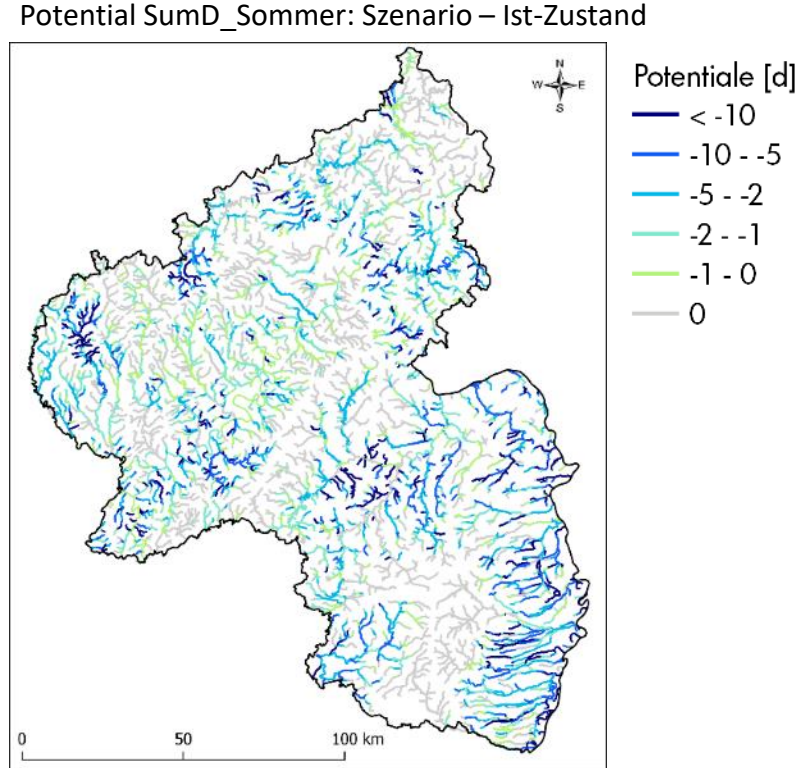 Potential SumD_Sommer: Szenario – Ist-Zustand
N
W E
S
Potentiale [d]
< -10
-10 - -5
-5 - -2
-2 - -1
-1 - 0
0
0 50 100 km